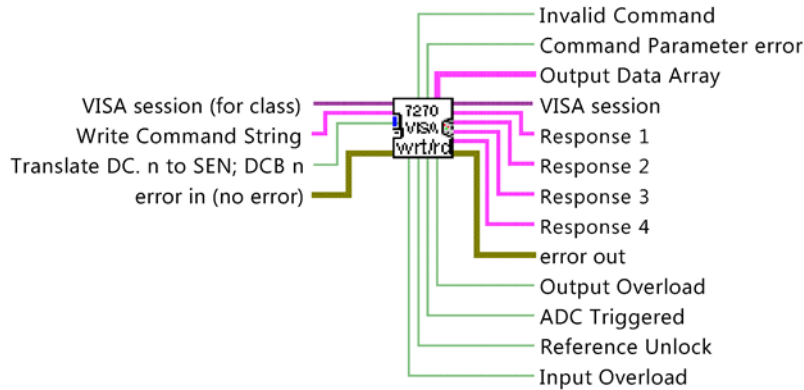 Invalid Command
Command Parameter error
Output Data Array
VISA session (for class)
7270
VISA session
Write Command String
VISA
Response 1
Translate DC. n to SEN; DCB n
wrt/rd
Response 2
error in (no error)
Response 3
Response 4
error out
Output Overload
ADC Triggered
Reference Unlock
Input Overload